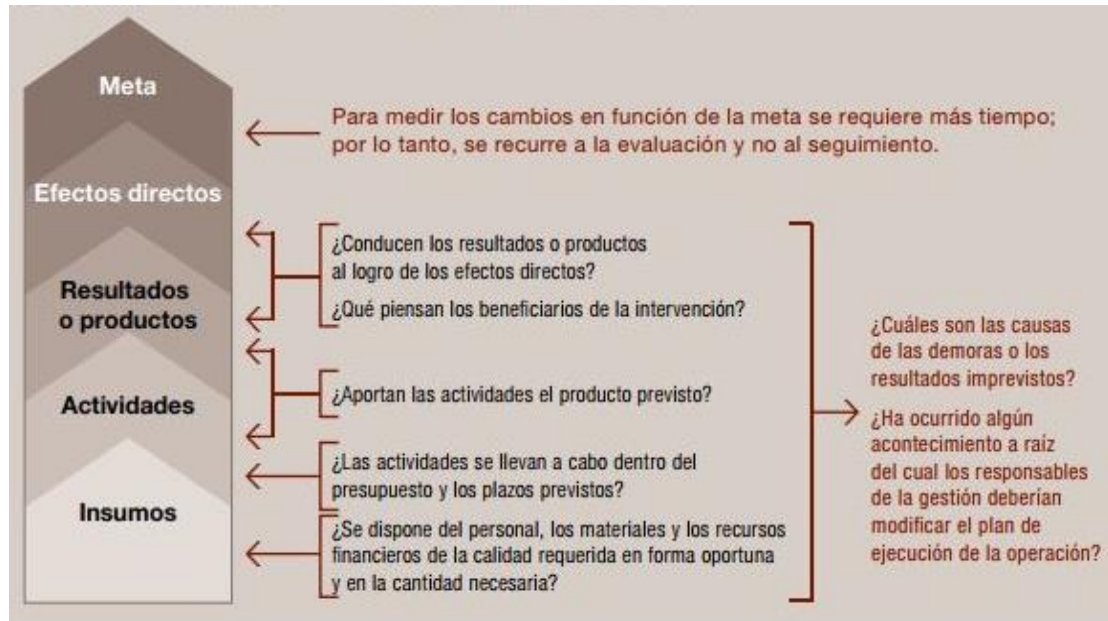 Meta
Para medir los cambios en función de la meta se requiere más tiempo;
por lo tanto, se recurre a la evaluación y no al seguimiento.
Efectos directos
¿Conducen los resultados o productos
al logro de los efectos directos?
¿Qué piensan los beneficiarios de la intervención?
Resultados
o productos
¿Aportan las actividades el producto previsto?
Actividades
¿Las actividades se llevan a cabo dentro del
presupuesto y los plazos previstos?
Insumos
¿Se dispone del personal, los materiales y los recursos
financieros de la calidad requerida en forma oportuna
y en la cantidad necesaria?
¿Cuáles son las causas
de las demoras o los
resultados imprevistos?
¿Ha ocurrido algún
acontecimiento a raíz
del cual los responsables
de la gestión deberían
modificar el plan de
ejecución de la operación?